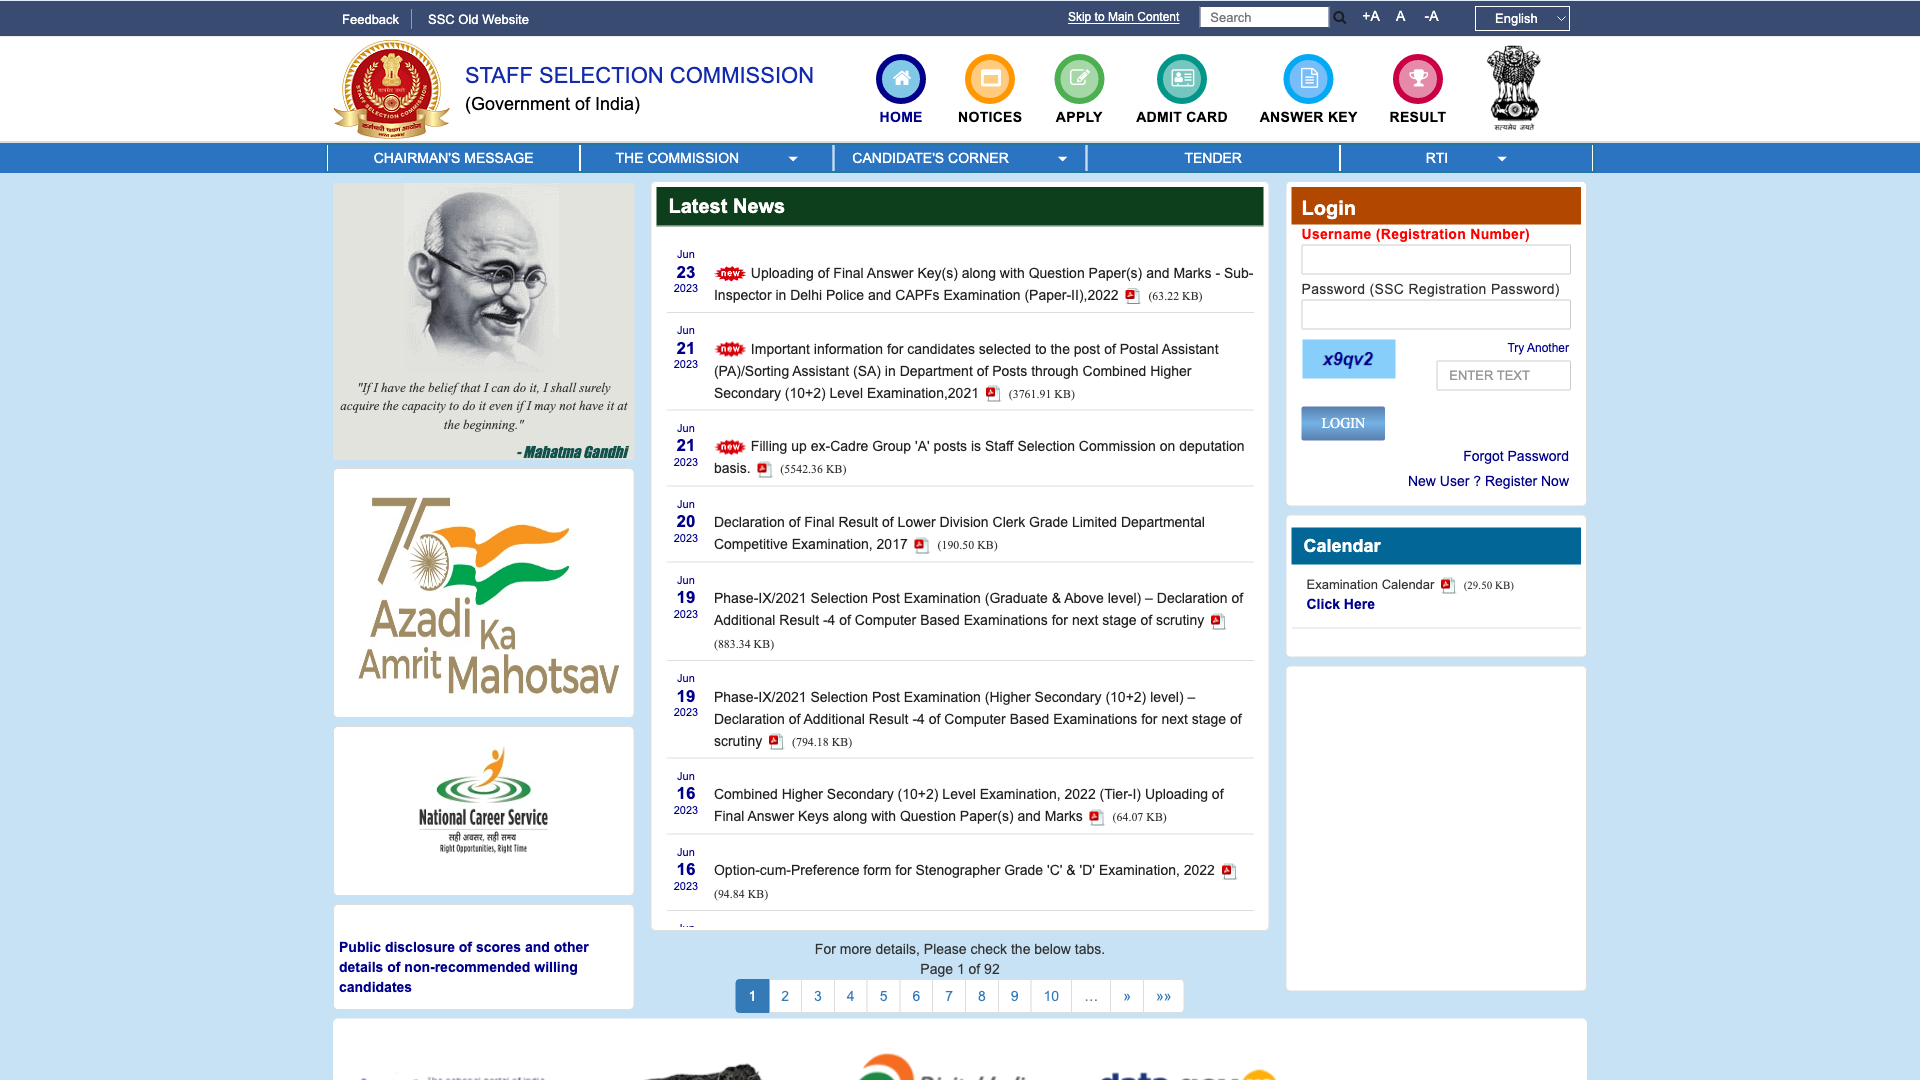 Feedback
SSC Old Website
Skip to Main Content
Search
+A
A
-A
English
STAFF SELECTION COMMISSION
(Government of India)
HOME
NOTICES
APPLY
ADMIT CARD
ANSWER KEY
RESULT
सत्यमेव जयते
CHAIRMAN'S MESSAGE
THE COMMISSION
CANDIDATE'S CORNER
TENDER
RTI
"If I have the belief that I can do it, I shall surely
acquire the capacity to do it even if I may not have it at
the beginning."
- Mahatma Gandhi
75
Azadi
Ka
Amrit
Mahotsav
National Career Service
सही अवसर, सही समय
Right Opportunities, Right Time
Public disclosure of scores and other
details of non-recommended willing
candidates
Latest News
Jun
23
2023
new Uploading of Final Answer Key(s) along with Question Paper(s) and Marks - Sub-
Inspector in Delhi Police and CAPFs Examination (Paper-II),2022 (63.22 KB)
Jun
21
2023
new Important information for candidates selected to the post of Postal Assistant
(PA)/Sorting Assistant (SA) in Department of Posts through Combined Higher
Secondary (10+2) Level Examination,2021 (3761.91 KB)
Jun
21
2023
new Filling up ex-Cadre Group 'A' posts is Staff Selection Commission on deputation
basis. (5542.36 KB)
Jun
20
2023
Declaration of Final Result of Lower Division Clerk Grade Limited Departmental
Competitive Examination, 2017 (190.50 KB)
Jun
19
2023
Phase-IX/2021 Selection Post Examination (Graduate & Above level) – Declaration of
Additional Result -4 of Computer Based Examinations for next stage of scrutiny
(883.34 KB)
Jun
19
2023
Phase-IX/2021 Selection Post Examination (Higher Secondary (10+2) level) –
Declaration of Additional Result -4 of Computer Based Examinations for next stage of
scrutiny (794.18 KB)
Jun
16
2023
Combined Higher Secondary (10+2) Level Examination, 2022 (Tier-I) Uploading of
Final Answer Keys along with Question Paper(s) and Marks (64.07 KB)
Jun
16
2023
Option-cum-Preference form for Stenographer Grade 'C' & 'D' Examination, 2022
(94.84 KB)
For more details, Please check the below tabs.
Page 1 of 92
1 2 3 4 5 6 7 8 9 10 ... » »»
Login
Username (Registration Number)
Password (SSC Registration Password)
x9qv2
Try Another
ENTER TEXT
LOGIN
Forgot Password
New User ? Register Now
Calendar
Examination Calendar (29.50 KB)
Click Here